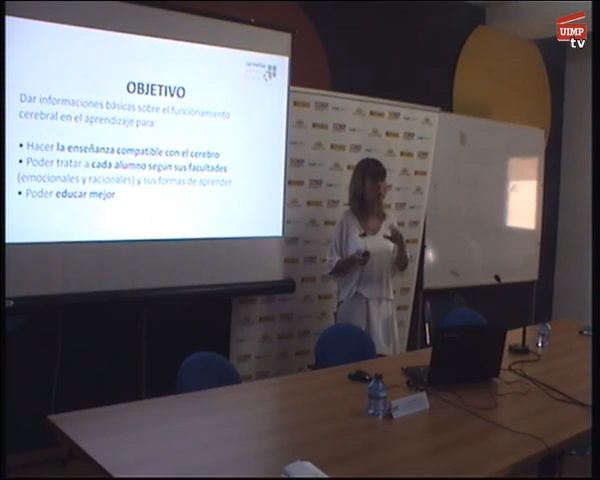 UIMP
tv
OBJETIVO
Dar informaciones básicas sobre el funcionamiento
cerebral en el aprendizaje para:
• Hacer la enseñanza compatible con el cerebro
• Poder tratar a cada alumno según sus facultades
(emocionales y racionales) y sus formas de aprender
• Poder educar mejor